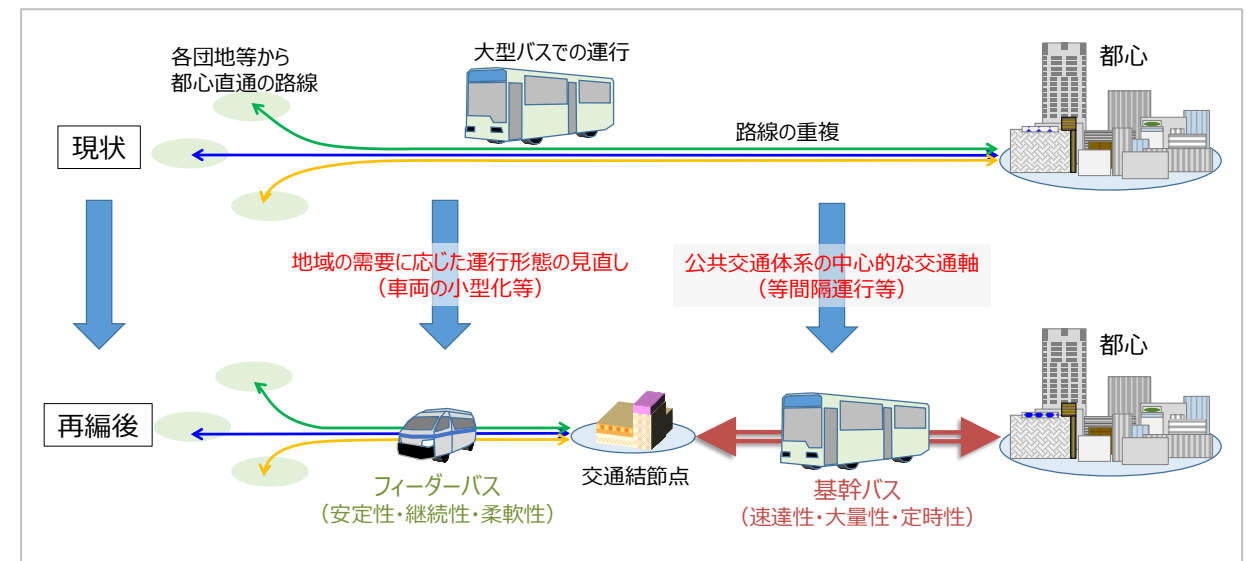 各団地等から
都心直通の路線
大型バスでの運行
都心
現状
路線の重複
地域の需要に応じた運行形態の見直し
（車両の小型化等）
公共交通体系の中心的な交通軸
（等間隔運行等）
都心
再編後
交通結節点
フィーダーバス
（安定性・継続性・柔軟性）
基幹バス
（速達性・大量性・定時性）